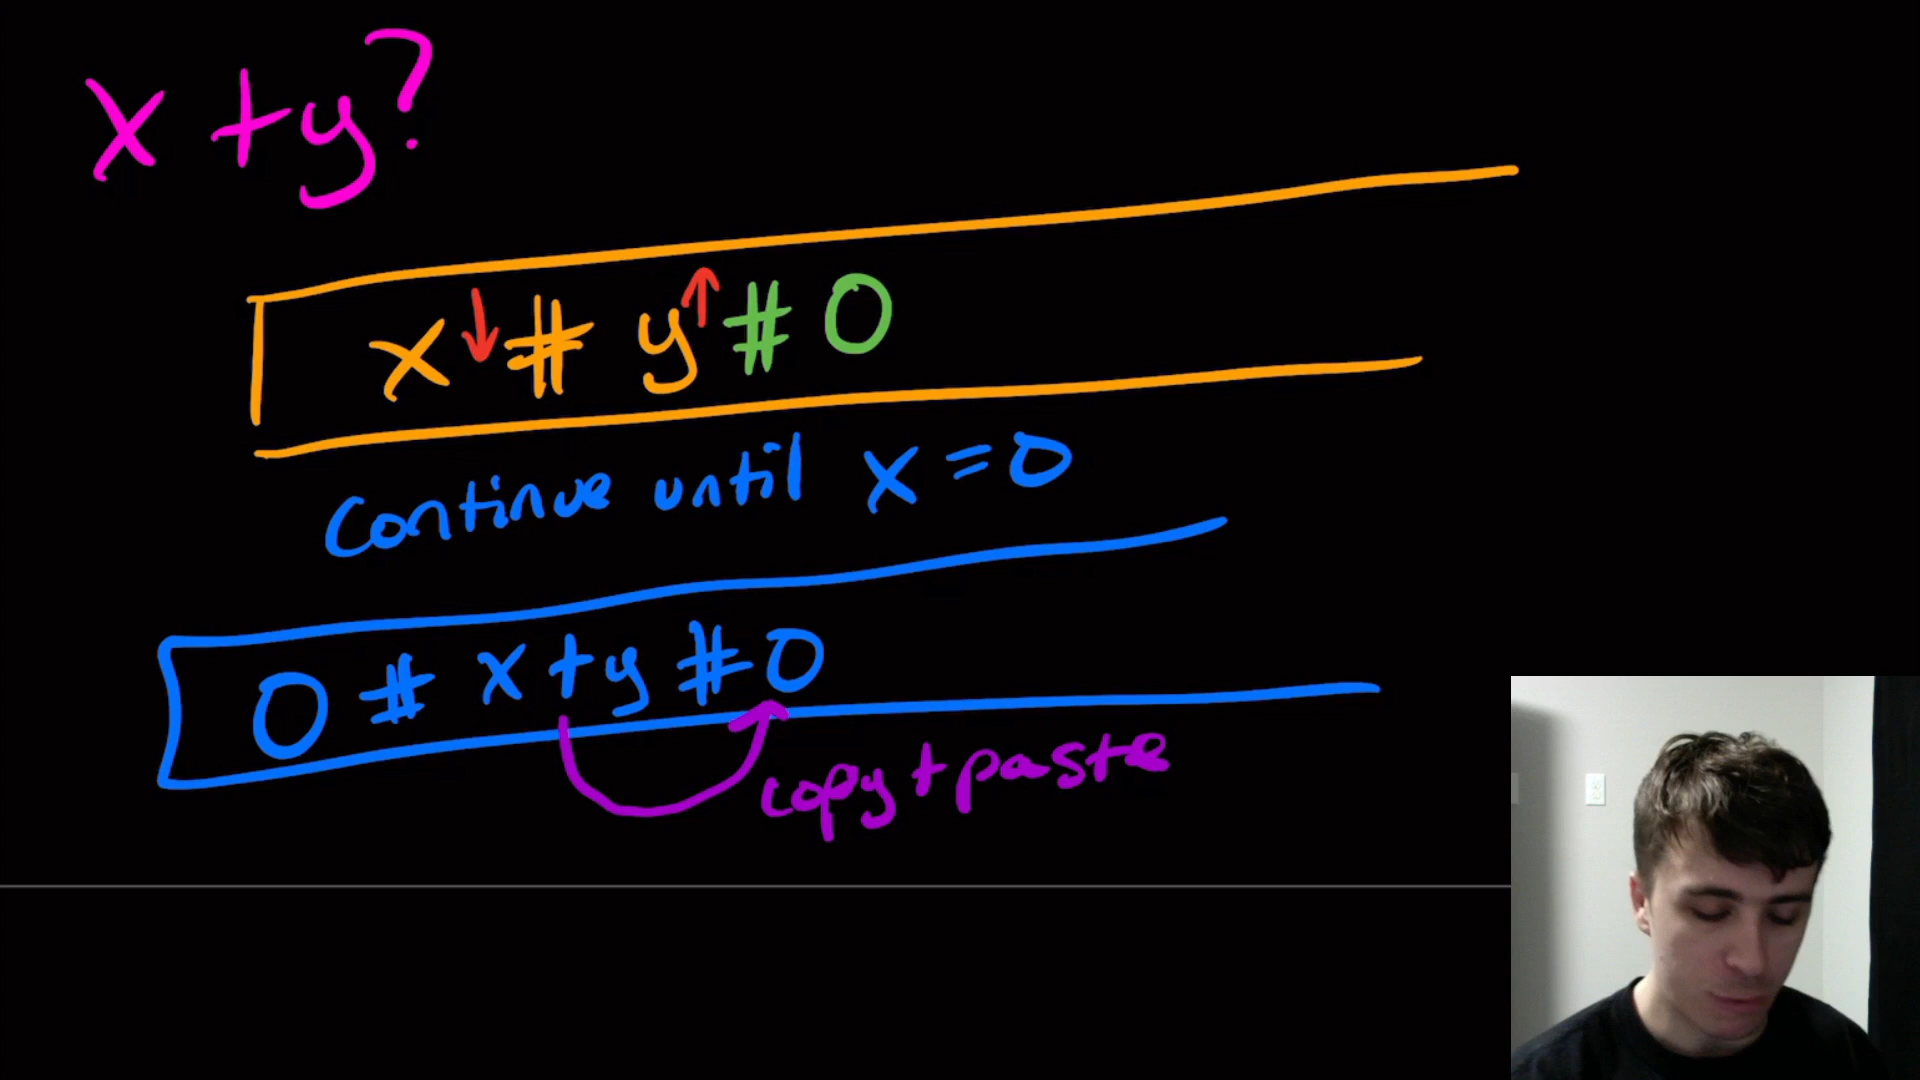 x + y?
x ↓ # y ↑ # 0
Continue until x = 0
0 # x + y # 0
copy + paste